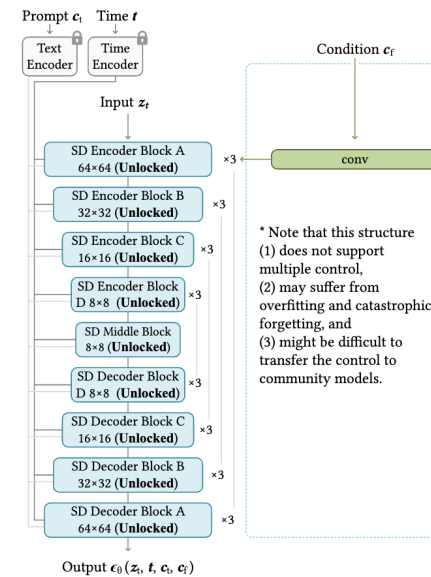 Prompt cₜ Time t
Text
Encoder
Time
Encoder
Condition c_f
Input zₜ
SD Encoder Block A
64×64 (Unlocked)
×3
conv
SD Encoder Block B
32×32 (Unlocked)
×3
SD Encoder Block C
16×16 (Unlocked)
×3
SD Encoder Block
D 8×8 (Unlocked)
×3
SD Middle Block
8×8 (Unlocked)
SD Decoder Block
D 8×8 (Unlocked)
×3
SD Decoder Block C
16×16 (Unlocked)
×3
SD Decoder Block B
32×32 (Unlocked)
×3
SD Decoder Block A
64×64 (Unlocked)
×3
Output ϵθ(zₜ, t, cₜ, c_f)
* Note that this structure
(1) does not support
multiple control,
(2) may suffer from
overfitting and catastrophic
forgetting, and
(3) might be difficult to
transfer the control to
community models.